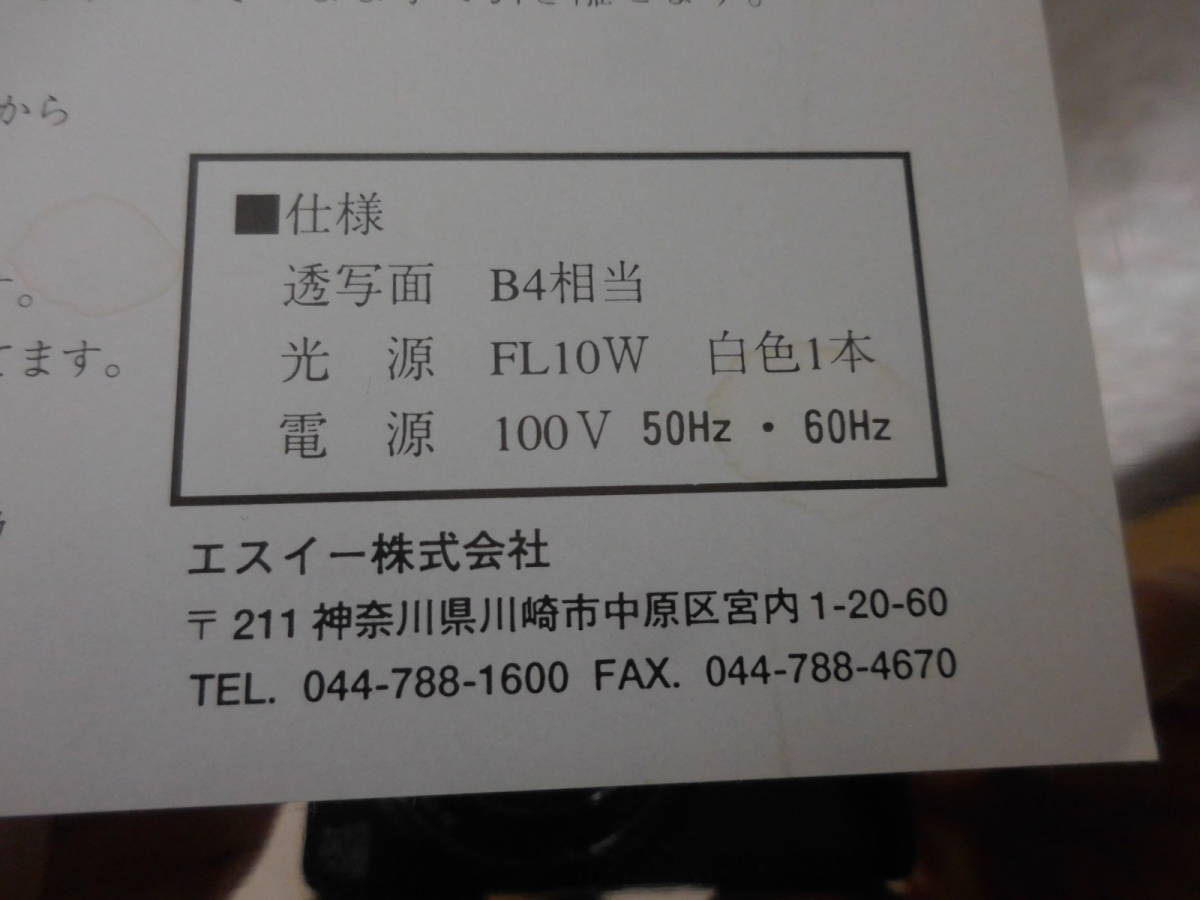 から
■仕様
透写面 B4相当
光 源 FL10W 白色1本
す。
てます。
電 源 100V 50Hz・60Hz
エスイー株式会社
〒211 神奈川県川崎市中原区宮内1-20-60
TEL. 044-788-1600 FAX. 044-788-4670